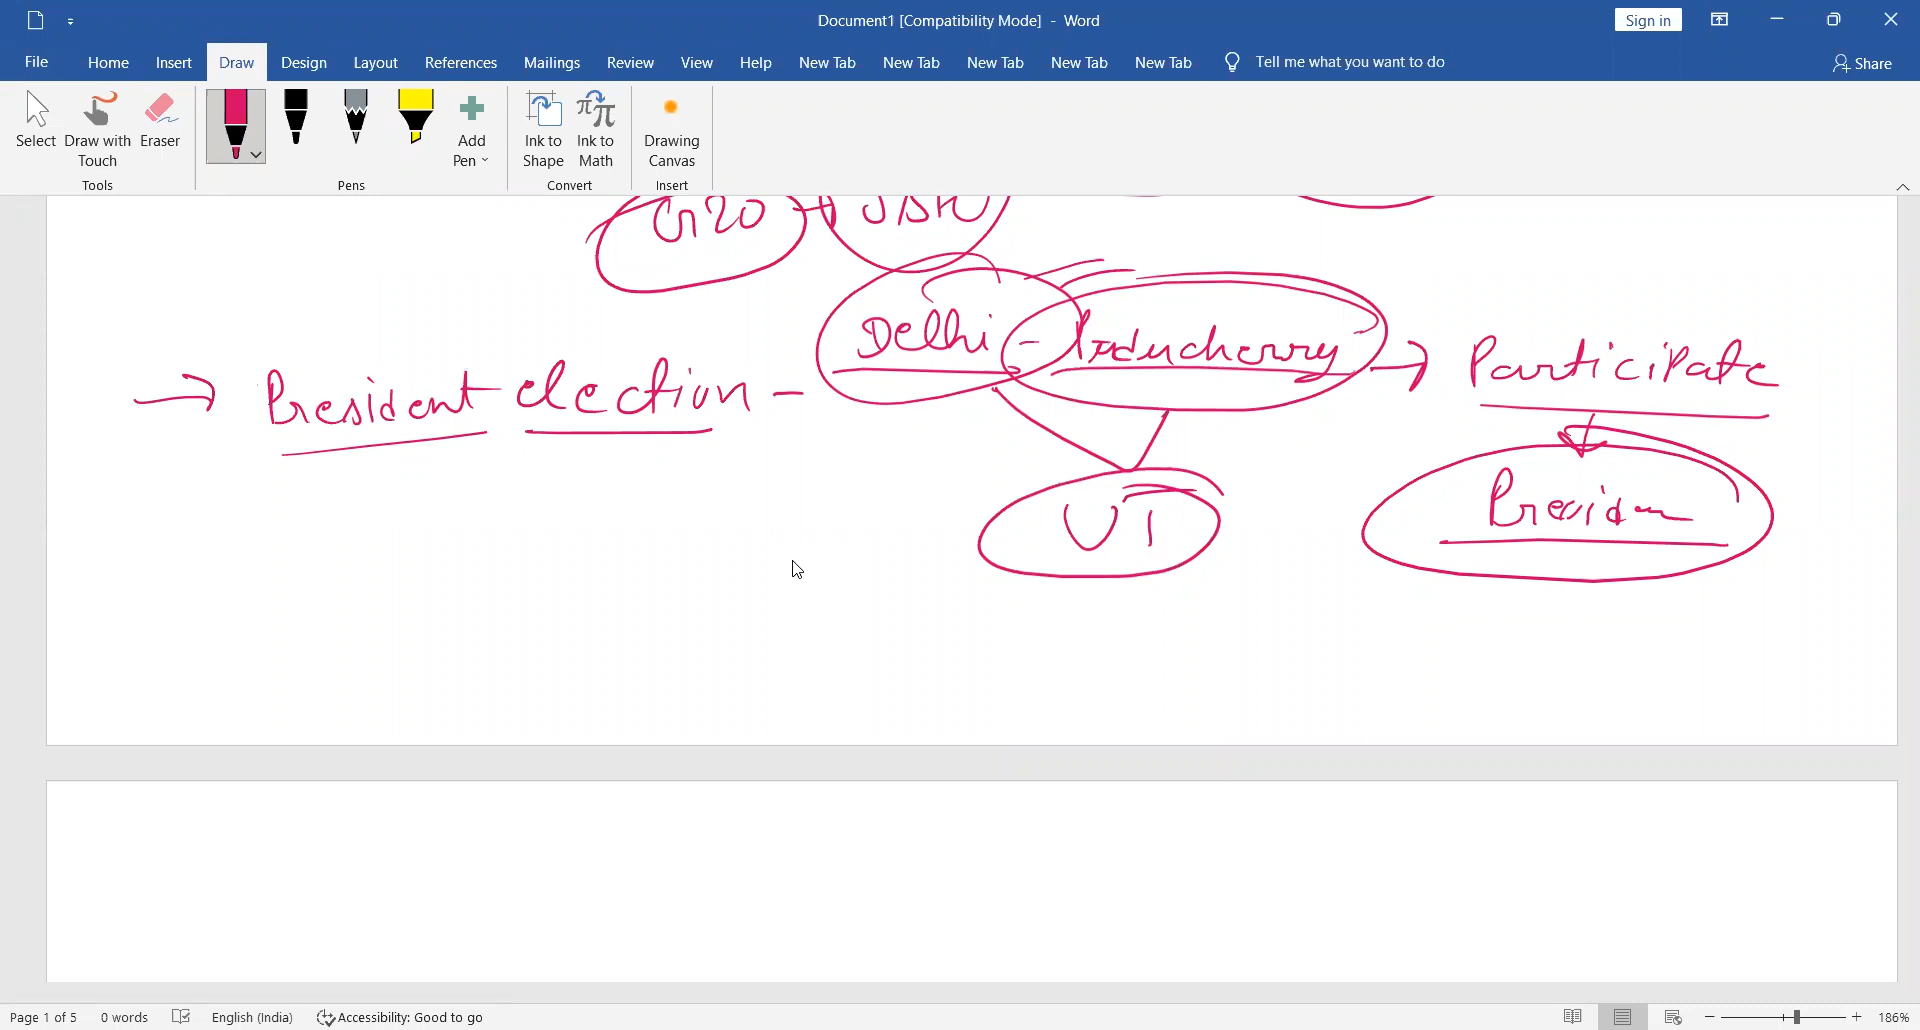 Document1 [Compatibility Mode] - Word
Sign in
File Home Insert Draw Design Layout References Mailings Review View Help New Tab New Tab New Tab New Tab New Tab Tell me what you want to do Share
Select Draw with Touch Eraser Add Pen Ink to Shape Ink to Math Drawing Canvas
Tools Pens Convert Insert
G20
→ President election - Delhi - Puducherry → Participate
UT
Presiden
Page 1 of 5 0 words English (India) Accessibility: Good to go 186%